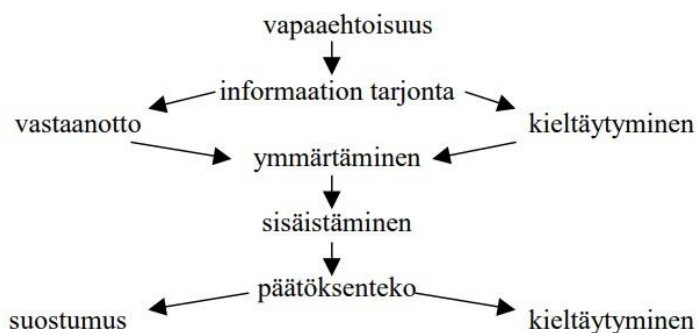 vapaaehtoisuus
informaation tarjonta
vastaanotto kieltäytyminen
ymmärtäminen
sisäistäminen
päätöksenteko
suostumus kieltäytyminen